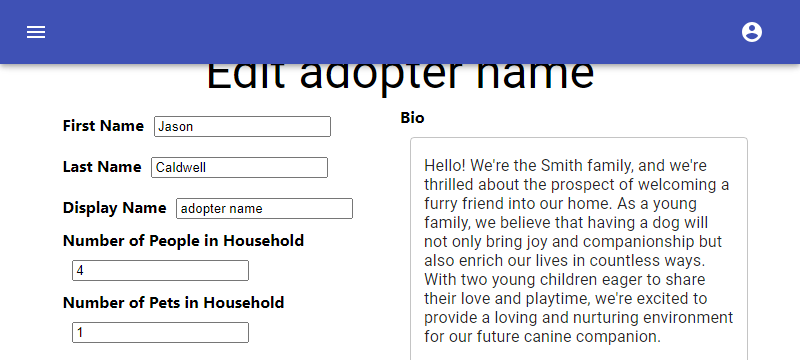 Edit adopter name
First Name Jason
Last Name Caldwell
Display Name adopter name
Number of People in Household
4
Number of Pets in Household
1
Bio
Hello! We're the Smith family, and we're
thrilled about the prospect of welcoming a
furry friend into our home. As a young
family, we believe that having a dog will
not only bring joy and companionship but
also enrich our lives in countless ways.
With two young children eager to share
their love and playtime, we're excited to
provide a loving and nurturing environment
for our future canine companion.